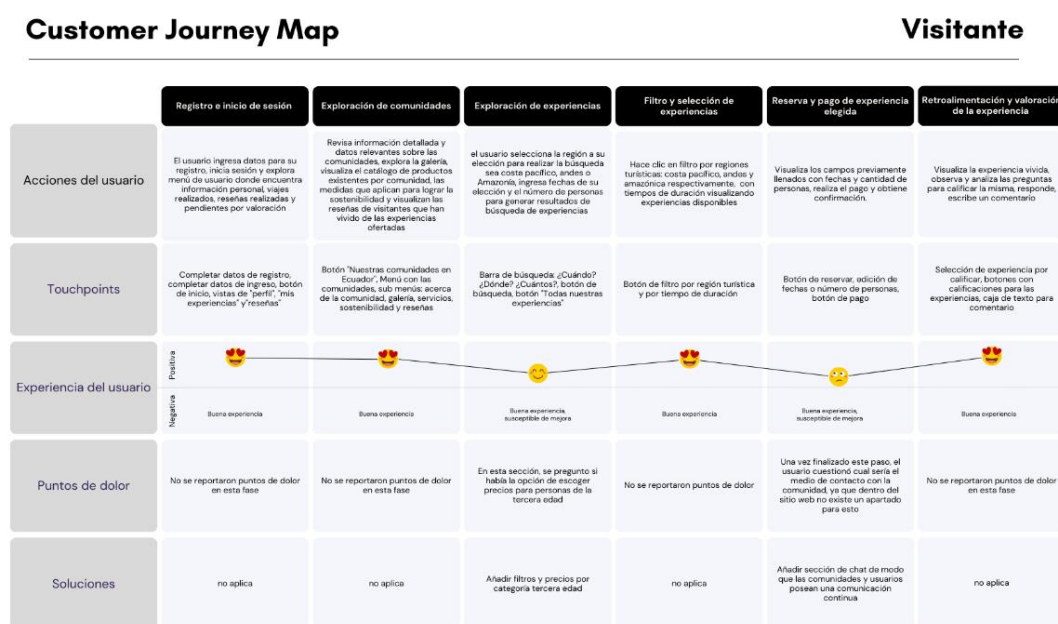 Customer Journey Map
Visitante
Registro e inicio de sesión
Exploración de comunidades
Exploración de experiencias
Filtro y selección de
experiencias
Reserva y pago de experiencia
elegida
Retroalimentación y valoración
de la experiencia
Acciones del usuario
El usuario ingresa datos para su
registro, inicia sesión y explora
menú de usuario donde encuentra
información personal, viajes
realizados, reseñas realizadas y
pendientes por valoración
Revisa información detallada y
datos relevantes sobre las
comunidades, explora la galería,
visualiza el catálogo de productos
existentes por comunidad, las
medidas que aplican para lograr la
sostenibilidad y visualizan las
reseñas de visitantes que han
vivido de las experiencias
ofertadas
el usuario selecciona la región a su
elección para realizar la búsqueda
sea costa pacífico, andes o
Amazonía, ingresa fechas de su
elección y el número de personas
para generar resultados de
búsqueda de experiencias
Hace clic en filtro por regiones
turísticas: costa pacífico, andes y
amazónica respectivamente, con
tiempos de duración visualizando
experiencias disponibles
Visualiza los campos previamente
llenados con fechas y cantidad de
personas, realiza el pago y obtiene
confirmación.
Visualiza la experiencia vivida,
observa y analiza las preguntas
para calificar la misma, responde,
escribe un comentario
Touchpoints
Completar datos de registro,
completar datos de ingreso, botón
de inicio, vistas de "perfil", "mis
experiencias" y"reseñas"
Botón "Nuestras comunidades en
Ecuador", Menú con las
comunidades, sub menús: acerca
de la comunidad, galería, servicios,
sostenibilidad y reseñas
Barra de búsqueda: ¿Cuándo?
¿Dónde? ¿Cuántos?, botón de
búsqueda, botón "Todas nuestras
experiencias"
Botón de filtro por región turística
y por tiempo de duración
Botón de reservar, edición de
fechas o número de personas,
botón de pago
Selección de experiencia por
calificar, botones con
calificaciones para las
experiencias, caja de texto para
comentario
Experiencia del usuario
Positiva
Negativa
Buena experiencia
Buena experiencia
Buena experiencia,
susceptible de mejora
Buena experiencia
Buena experiencia,
susceptible de mejora
Buena experiencia
Puntos de dolor
No se reportaron puntos de dolor
en esta fase
No se reportaron puntos de dolor
en esta fase
En esta sección, se pregunto si
había la opción de escoger
precios para personas de la
tercera edad
No se reportaron puntos de dolor
Una vez finalizado este paso, el
usuario cuestionó cual sería el
medio de contacto con la
comunidad, ya que dentro del
sitio web no existe un apartado
para esto
No se reportaron puntos de dolor
en esta fase
Soluciones
no aplica
no aplica
Añadir filtros y precios por
categoría tercera edad
no aplica
Añadir sección de chat de modo
que las comunidades y usuarios
posean una comunicación
continua
no aplica